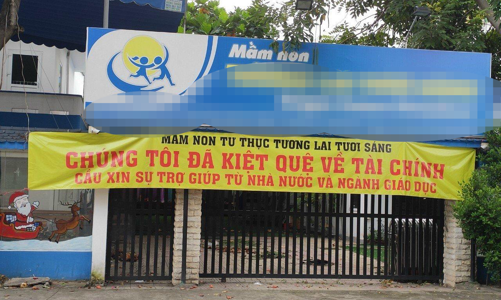 Mầm non
MẦM NON TƯ THỤC TƯƠNG LAI TƯƠI SÁNG
CHÚNG TÔI ĐÃ KIỆT QUỆ VỀ TÀI CHÍNH
CẦU XIN SỰ TRỢ GIÚP TỪ NHÀ NƯỚC VÀ NGÀNH GIÁO DỤC